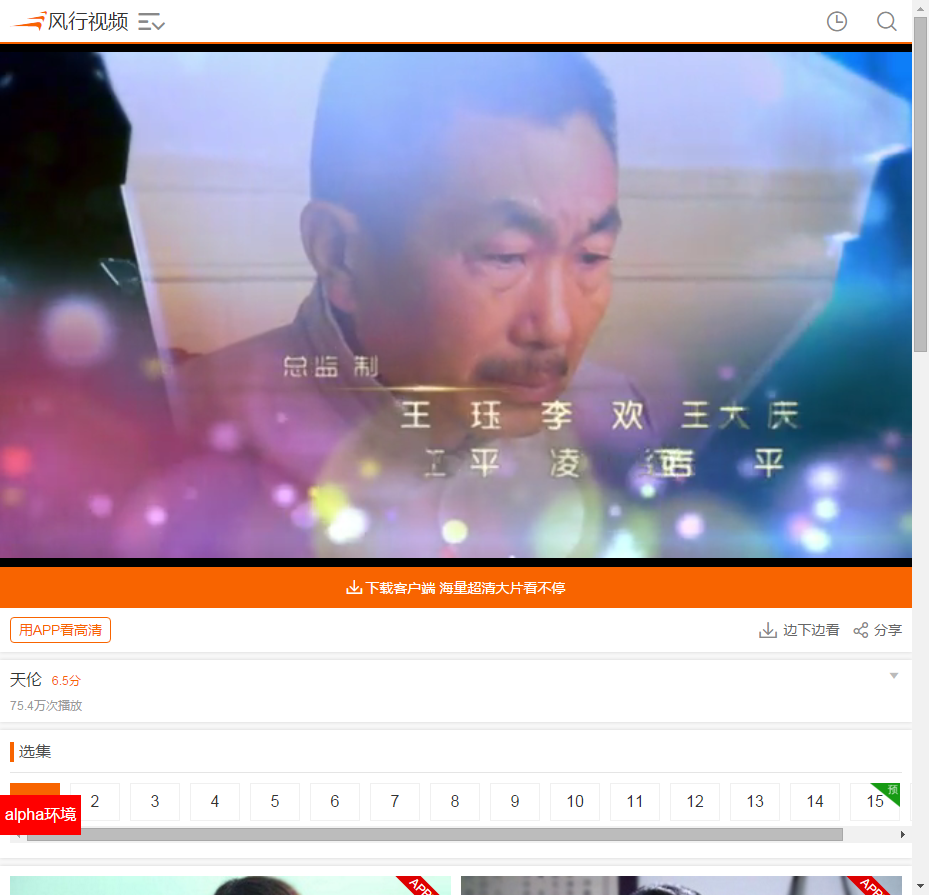 风行视频
总监制
王珏 李欢 王大庆
平 凌 平
下载客户端 海量超清大片看不停
用APP看高清
边下边看
分享
天伦 6.5分
75.4万次播放
选集
2 3 4 5 6 7 8 9 10 11 12 13 14 15 预
alpha环境
APP APP